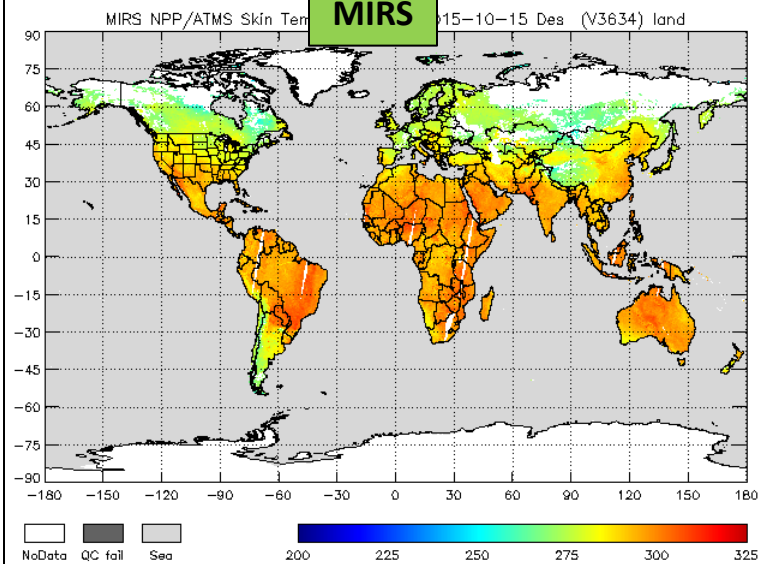 MIRS NPP/ATMS Skin Tem
MIRS
015-10-15 Des (V3634) land
90
75
60
45
30
15
0
-15
-30
-45
-60
-75
-90
-180 -150 -120 -90 -60 -30 0 30 60 90 120 150 180
NoData QC fail Sea
200 225 250 275 300 325